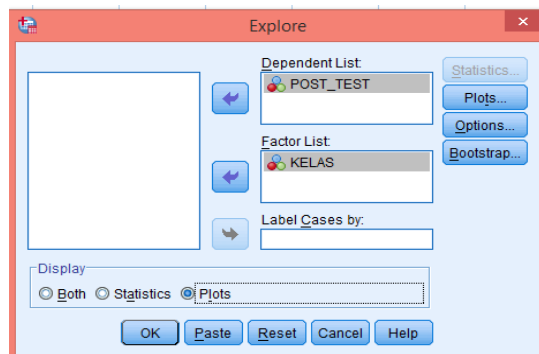 Explore
Dependent List:
POST_TEST
Factor List:
KELAS
Label Cases by:
Statistics...
Plots...
Options...
Bootstrap...
Display
Both Statistics Plots
OK Paste Reset Cancel Help